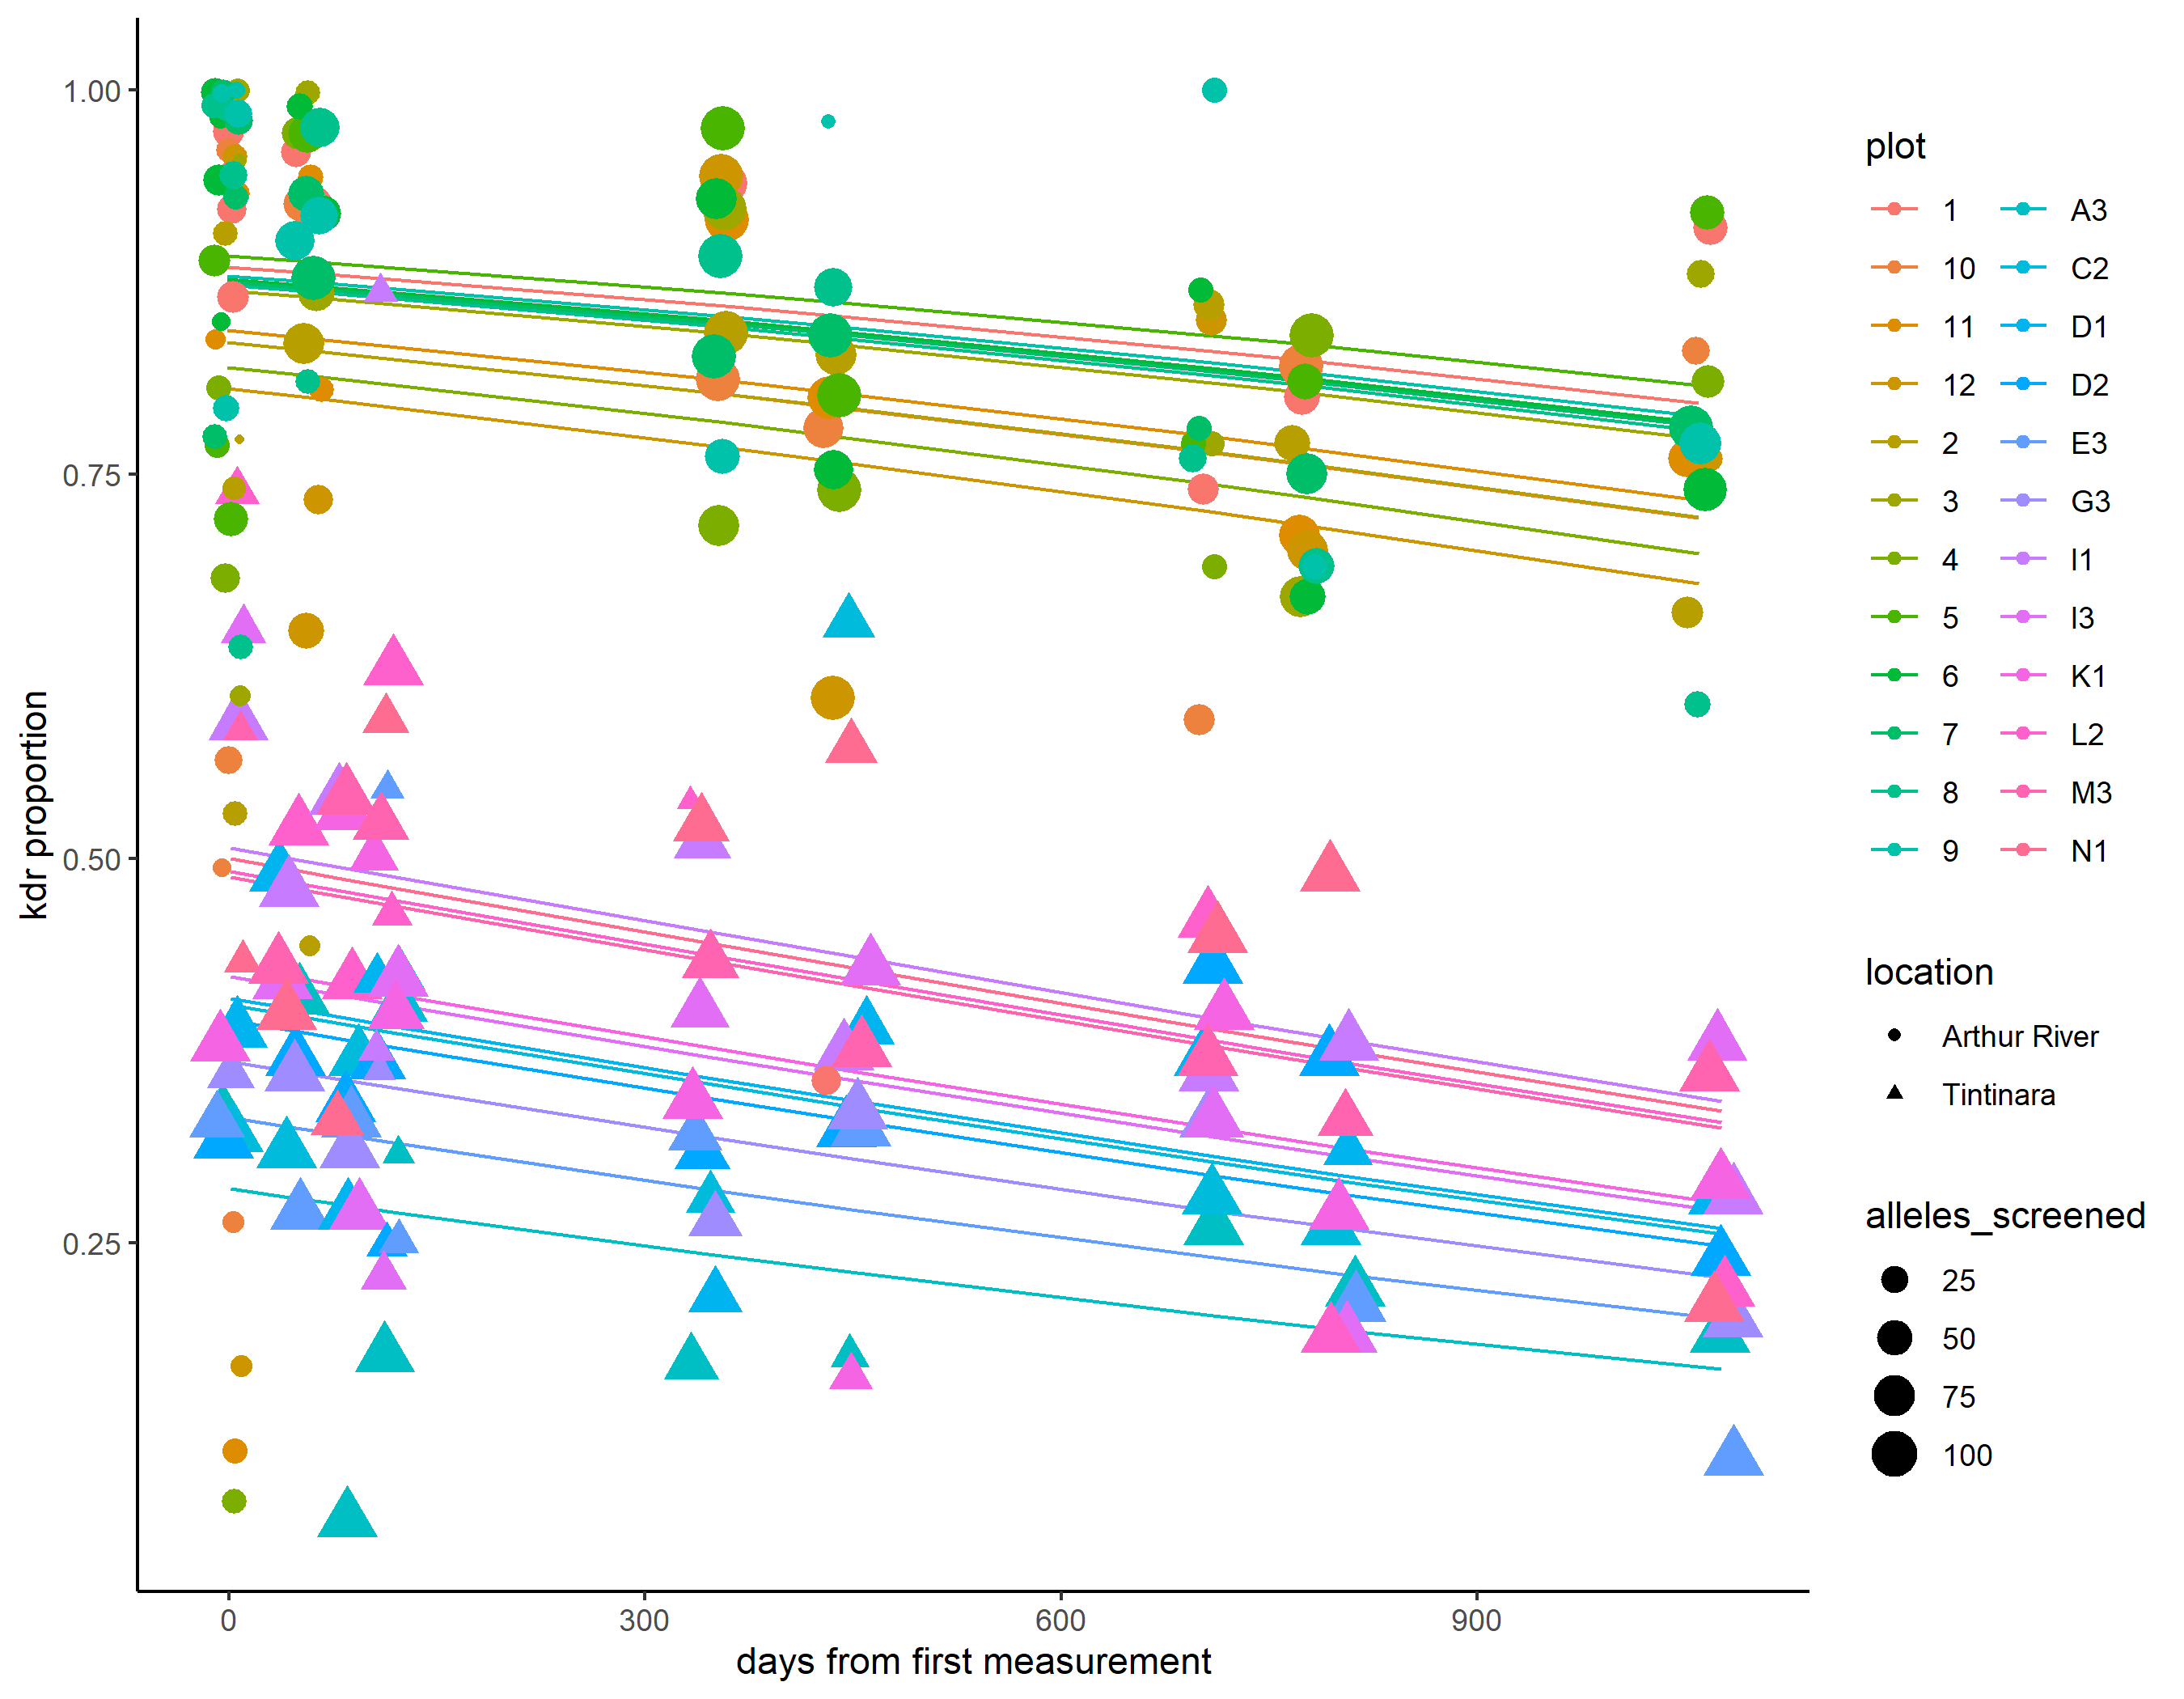 1.00
0.75
0.50
0.25
kdr proportion
0 300 600 900
days from first measurement
plot
1 A3
10 C2
11 D1
12 D2
2 E3
3 G3
4 I1
5 I3
6 K1
7 L2
8 M3
9 N1
location
Arthur River
Tintinara
alleles_screened
25
50
75
100